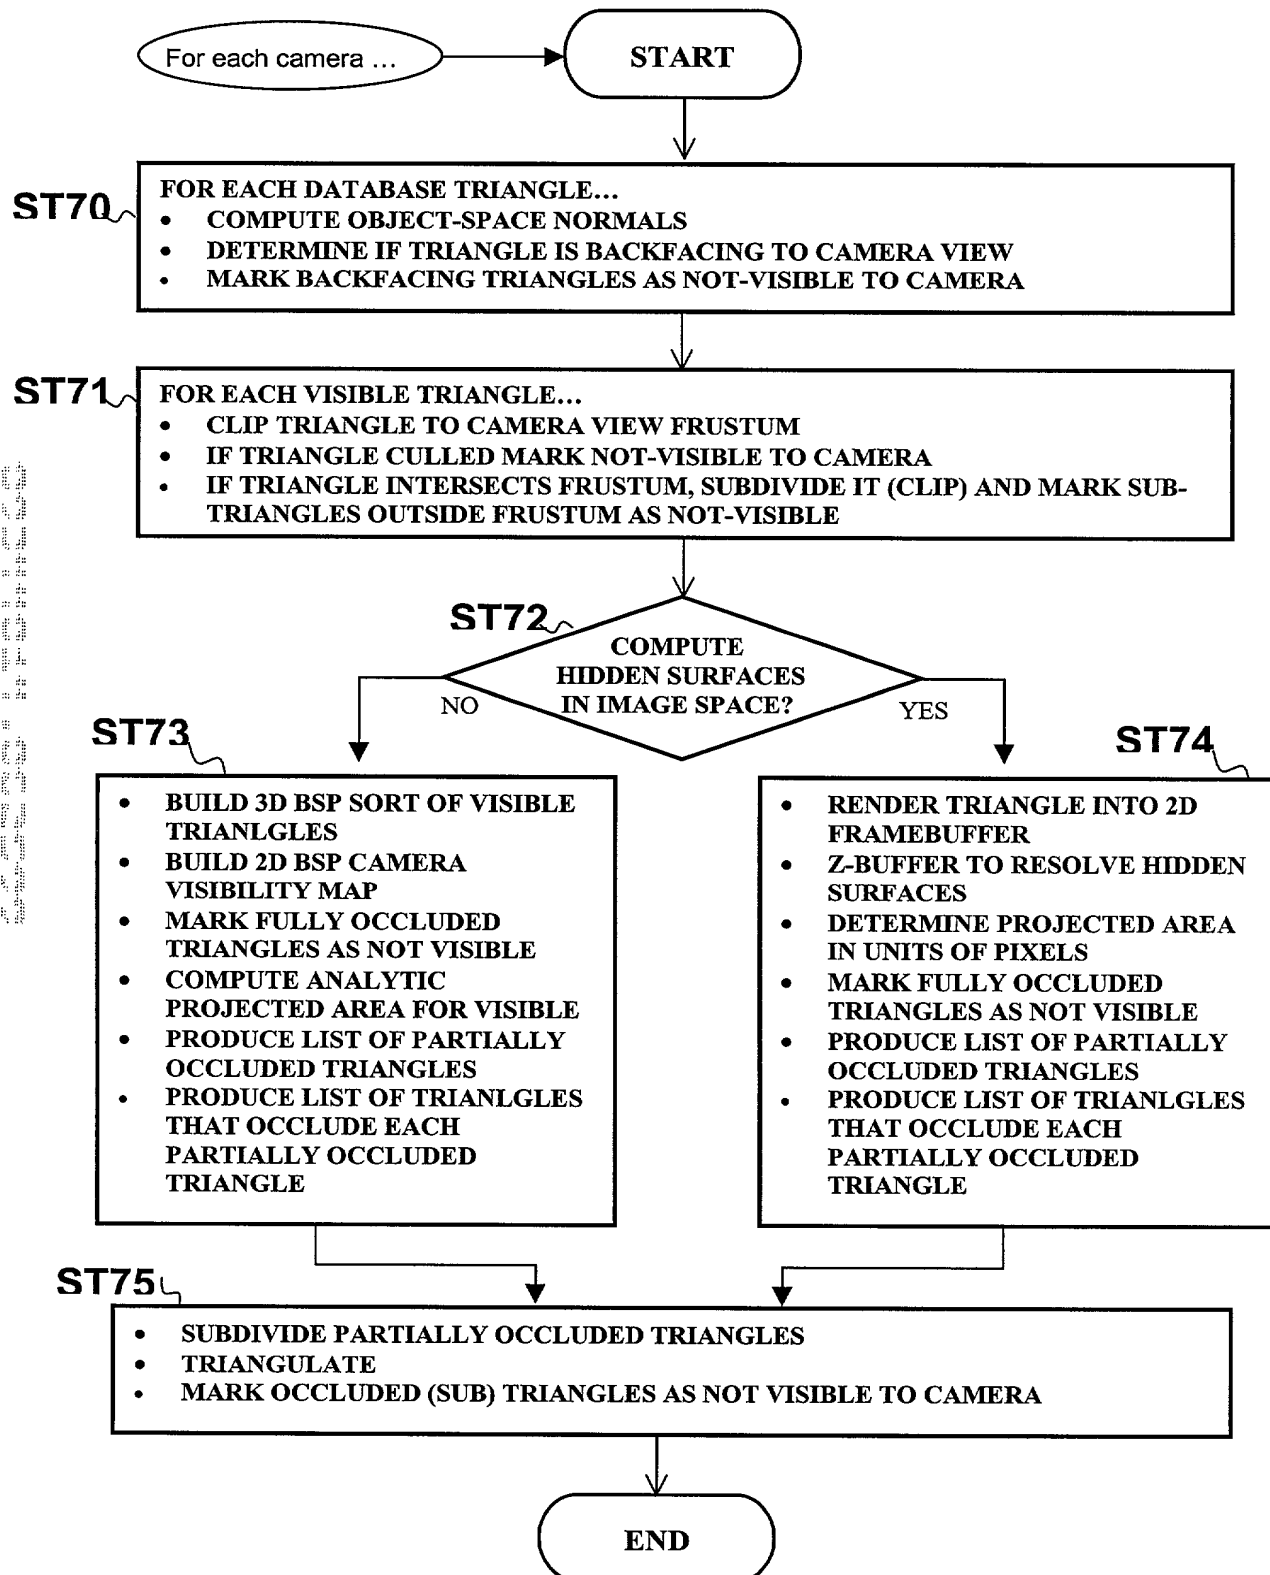 For each camera ...
START
ST70
FOR EACH DATABASE TRIANGLE...
• COMPUTE OBJECT-SPACE NORMALS
• DETERMINE IF TRIANGLE IS BACKFACING TO CAMERA VIEW
• MARK BACKFACING TRIANGLES AS NOT-VISIBLE TO CAMERA
ST71
FOR EACH VISIBLE TRIANGLE...
• CLIP TRIANGLE TO CAMERA VIEW FRUSTUM
• IF TRIANGLE CULLED MARK NOT-VISIBLE TO CAMERA
• IF TRIANGLE INTERSECTS FRUSTUM, SUBDIVIDE IT (CLIP) AND MARK SUB-
TRIANGLES OUTSIDE FRUSTUM AS NOT-VISIBLE
ST72
COMPUTE
HIDDEN SURFACES
IN IMAGE SPACE?
NO
YES
ST73
• BUILD 3D BSP SORT OF VISIBLE
TRIANLGLES
• BUILD 2D BSP CAMERA
VISIBILITY MAP
• MARK FULLY OCCLUDED
TRIANGLES AS NOT VISIBLE
• COMPUTE ANALYTIC
PROJECTED AREA FOR VISIBLE
• PRODUCE LIST OF PARTIALLY
OCCLUDED TRIANGLES
• PRODUCE LIST OF TRIANLGLES
THAT OCCLUDE EACH
PARTIALLY OCCLUDED
TRIANGLE
ST74
• RENDER TRIANGLE INTO 2D
FRAMEBUFFER
• Z-BUFFER TO RESOLVE HIDDEN
SURFACES
• DETERMINE PROJECTED AREA
IN UNITS OF PIXELS
• MARK FULLY OCCLUDED
TRIANGLES AS NOT VISIBLE
• PRODUCE LIST OF PARTIALLY
OCCLUDED TRIANGLES
• PRODUCE LIST OF TRIANLGLES
THAT OCCLUDE EACH
PARTIALLY OCCLUDED
TRIANGLE
ST75
• SUBDIVIDE PARTIALLY OCCLUDED TRIANGLES
• TRIANGULATE
• MARK OCCLUDED (SUB) TRIANGLES AS NOT VISIBLE TO CAMERA
END